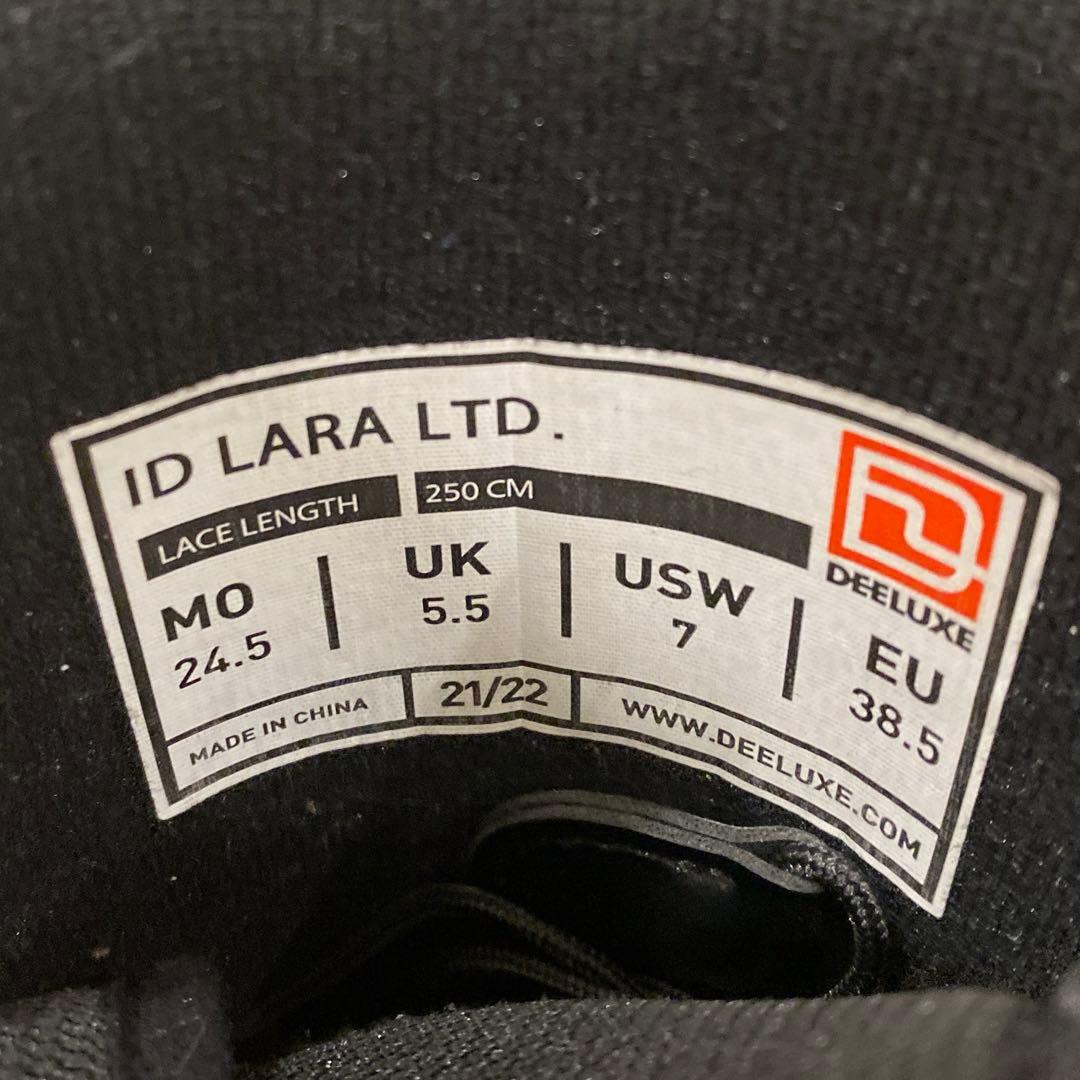 ID LARA LTD.
LACE LENGTH 250 CM
MO UK USW EU
24.5 5.5 7 38.5
DEELUXE
MADE IN CHINA 21/22 WWW.DEELUXE.COM